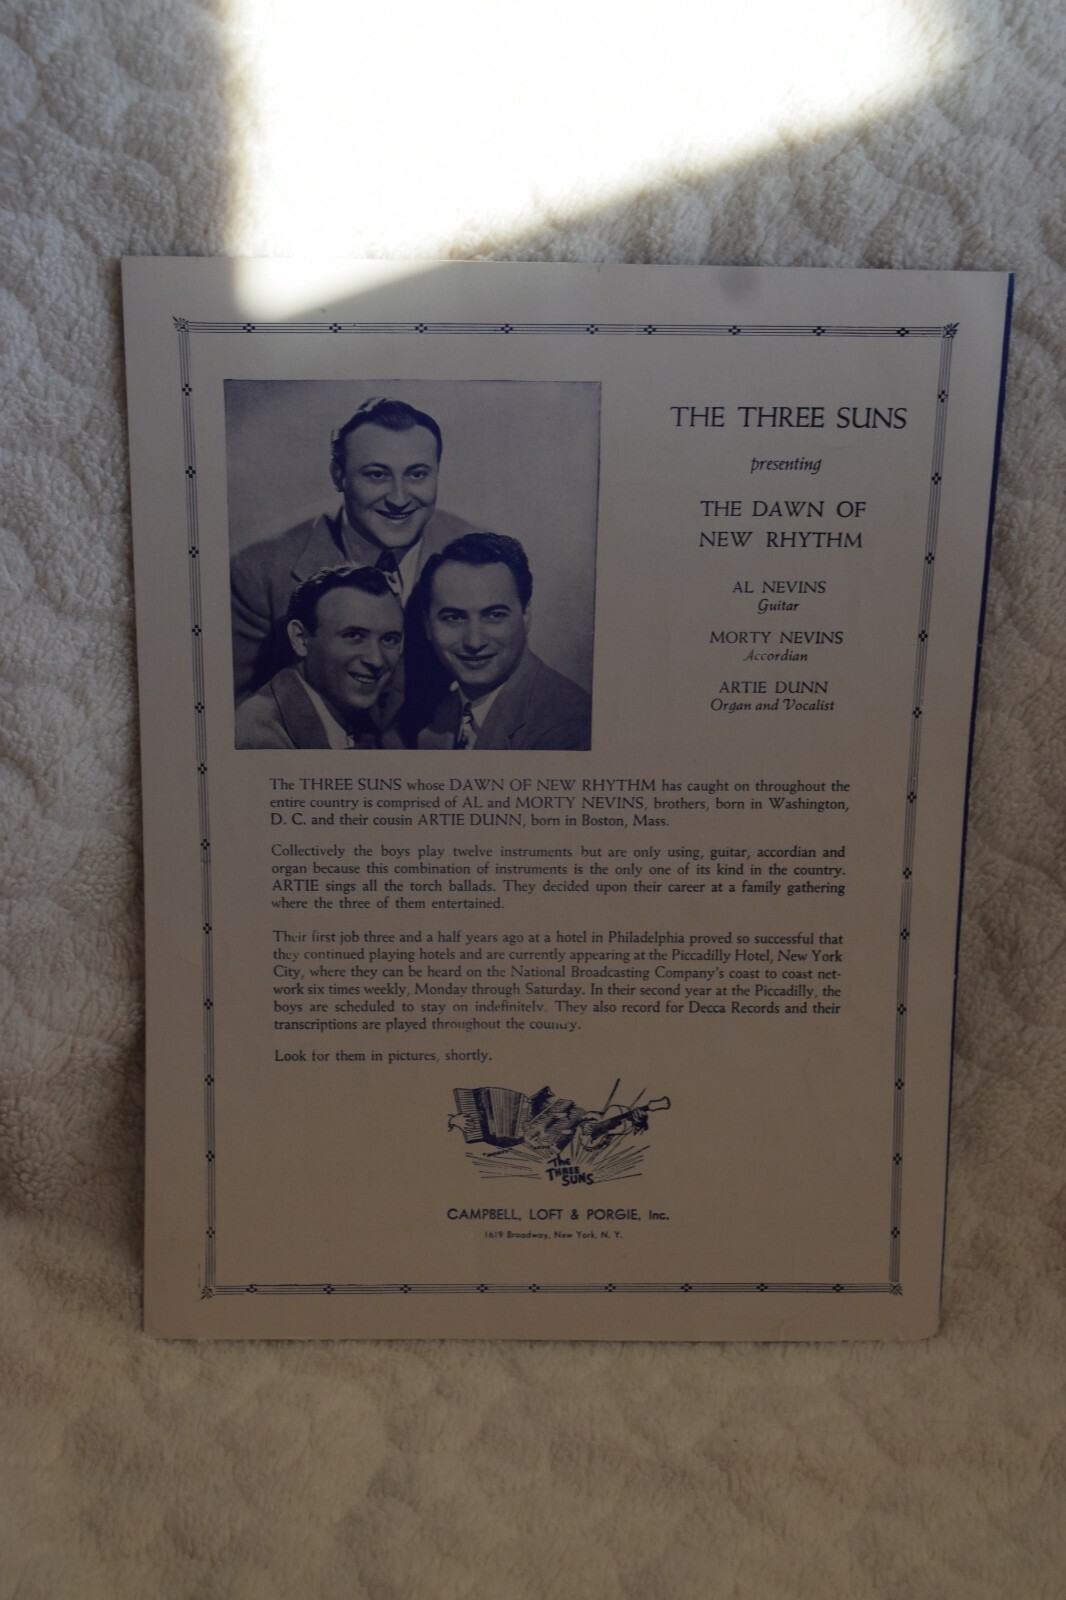 THE THREE SUNS
presenting
THE DAWN OF
NEW RHYTHM
AL NEVINS
Guitar
MORTY NEVINS
Accordian
ARTIE DUNN
Organ and Vocalist
The THREE SUNS whose DAWN OF NEW RHYTHM has caught on throughout the
entire country is comprised of AL and MORTY NEVINS, brothers, born in Washington,
D. C. and their cousin ARTIE DUNN, born in Boston, Mass.
Collectively the boys play twelve instruments but are only using, guitar, accordian and
organ because this combination of instruments is the only one of its kind in the country.
ARTIE sings all the torch ballads. They decided upon their career at a family gathering
where the three of them entertained.
Their first job three and a half years ago at a hotel in Philadelphia proved so successful that
they continued playing hotels and are currently appearing at the Piccadilly Hotel, New York
City, where they can be heard on the National Broadcasting Company's coast to coast net-
work six times weekly, Monday through Saturday. In their second year at the Piccadilly, the
boys are scheduled to stay on indefinitely. They also record for Decca Records and their
transcriptions are played throughout the country.
Look for them in pictures, shortly.
The
THREE
SUNS
CAMPBELL, LOFT & PORGIE, Inc.
1619 Broadway, New York, N. Y.